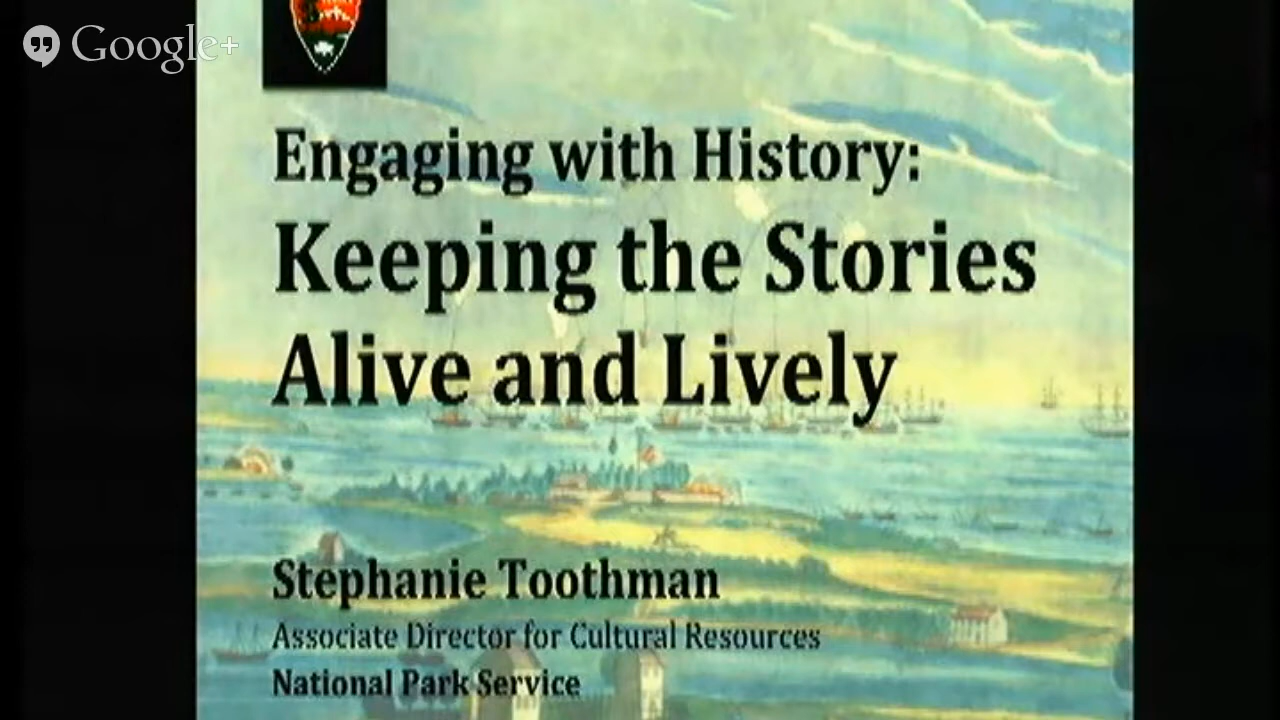 Google+
Engaging with History:
Keeping the Stories
Alive and Lively
Stephanie Toothman
Associate Director for Cultural Resources
National Park Service